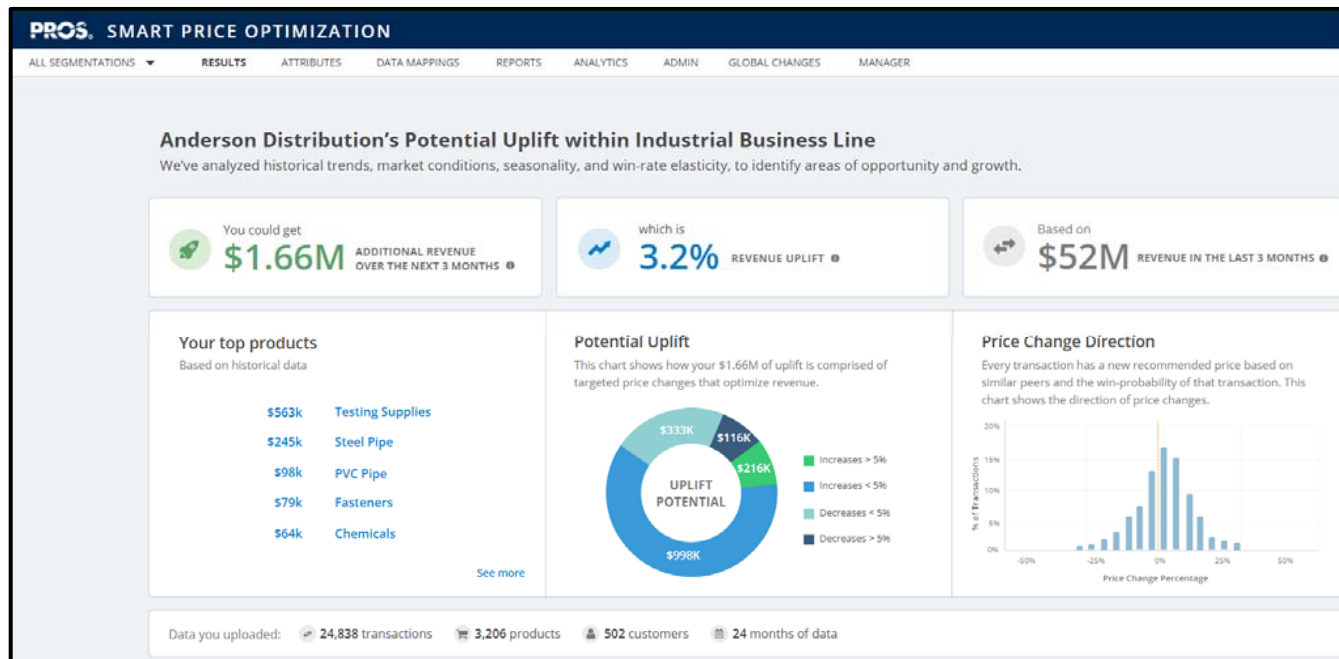 PROS® SMART PRICE OPTIMIZATION
ALL SEGMENTATIONS RESULTS ATTRIBUTES DATA MAPPINGS REPORTS ANALYTICS ADMIN GLOBAL CHANGES MANAGER
Anderson Distribution's Potential Uplift within Industrial Business Line
We've analyzed historical trends, market conditions, seasonality, and win-rate elasticity, to identify areas of opportunity and growth.
You could get
$1.66M ADDITIONAL REVENUE
OVER THE NEXT 3 MONTHS
which is
3.2% REVENUE UPLIFT
Based on
$52M REVENUE IN THE LAST 3 MONTHS
Your top products
Based on historical data
$563k Testing Supplies
$245k Steel Pipe
$98k PVC Pipe
$79k Fasteners
$64k Chemicals
See more
Potential Uplift
This chart shows how your $1.66M of uplift is comprised of
targeted price changes that optimize revenue.
$333K
$116K
$216K
$998K
UPLIFT
POTENTIAL
Increases > 5%
Increases < 5%
Decreases < 5%
Decreases > 5%
Price Change Direction
Every transaction has a new recommended price based on
similar peers and the win-probability of that transaction. This
chart shows the direction of price changes.
% of Transactions
20%
15%
10%
5%
0%
-50% -25% 0% 25% 50%
Price Change Percentage
Data you uploaded: 24,838 transactions 3,206 products 502 customers 24 months of data